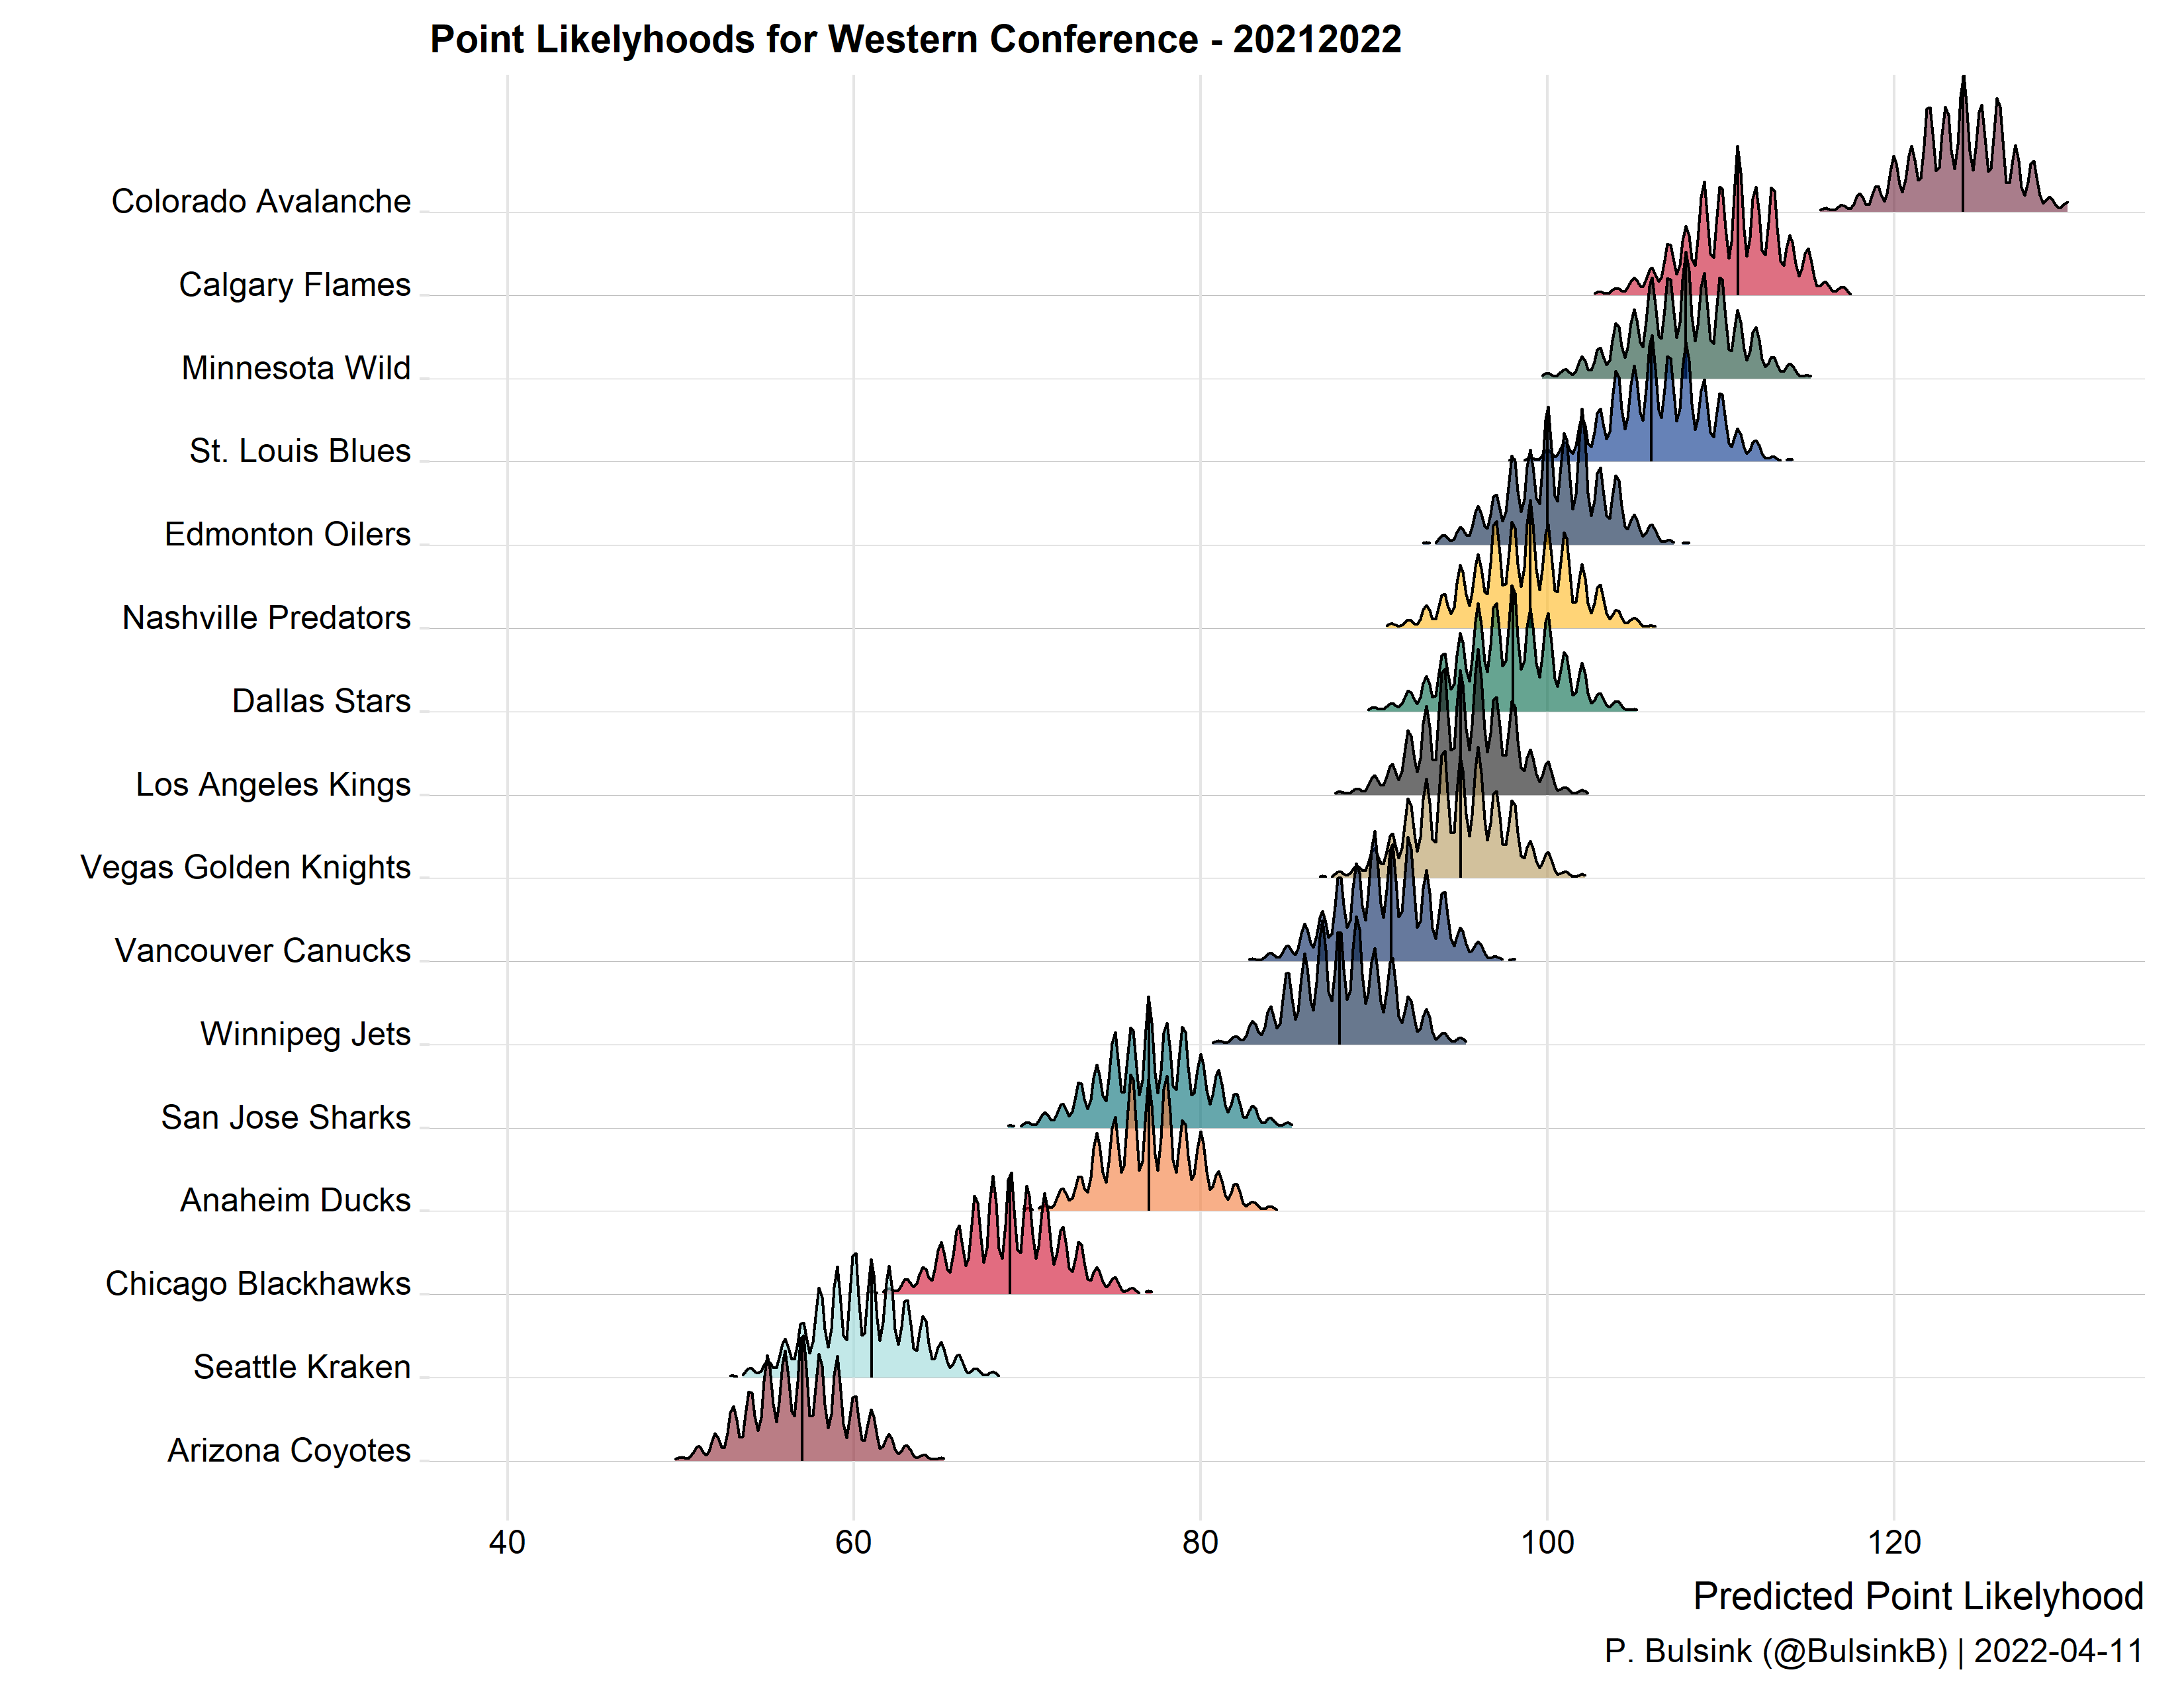 Point Likelyhoods for Western Conference - 20212022
Colorado Avalanche
Calgary Flames
Minnesota Wild
St. Louis Blues
Edmonton Oilers
Nashville Predators
Dallas Stars
Los Angeles Kings
Vegas Golden Knights
Vancouver Canucks
Winnipeg Jets
San Jose Sharks
Anaheim Ducks
Chicago Blackhawks
Seattle Kraken
Arizona Coyotes
40 60 80 100 120
Predicted Point Likelyhood
P. Bulsink (@BulsinkB) | 2022-04-11